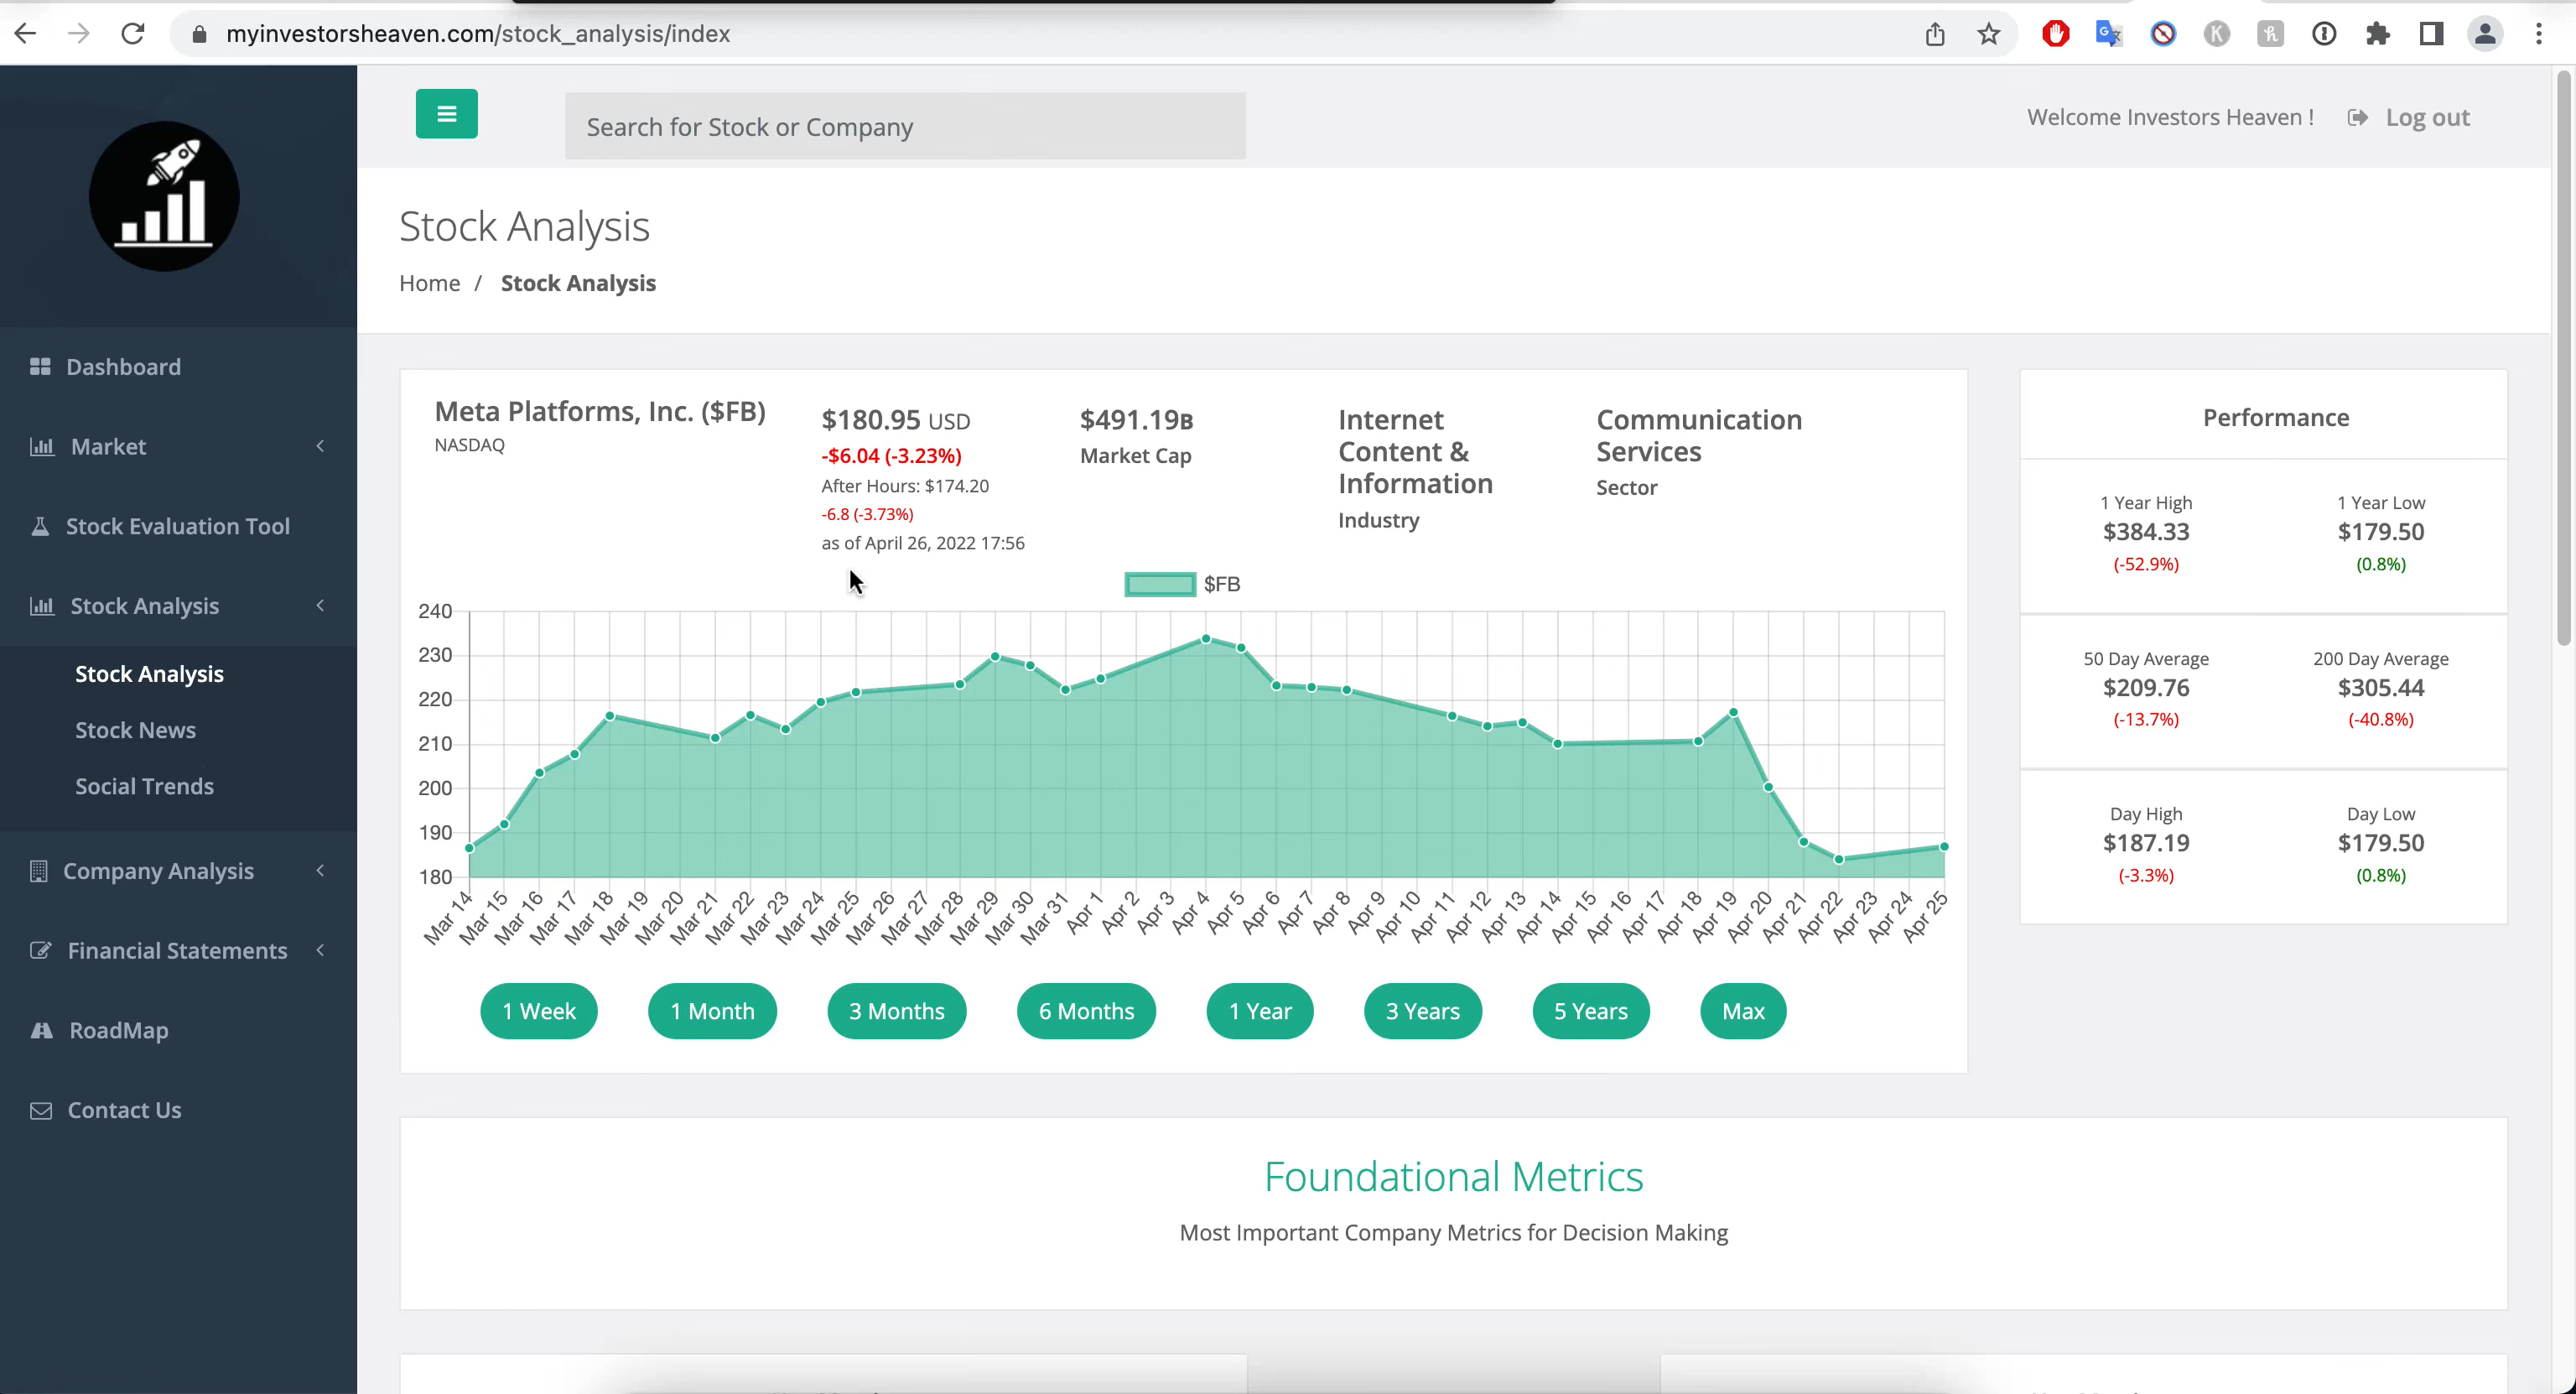 myinvestorsheaven.com/stock_analysis/index
Search for Stock or Company
Welcome Investors Heaven !
Log out
Dashboard
Market
Stock Evaluation Tool
Stock Analysis
Stock Analysis
Stock News
Social Trends
Company Analysis
Financial Statements
RoadMap
Contact Us
Stock Analysis
Home / Stock Analysis
Meta Platforms, Inc. ($FB)
NASDAQ
$180.95 USD
-$6.04 (-3.23%)
After Hours: $174.20
-6.8 (-3.73%)
as of April 26, 2022 17:56
$491.19B
Market Cap
Internet
Content &
Information
Industry
Communication
Services
Sector
$FB
240
230
220
210
200
190
180
Mar 14
Mar 15
Mar 16
Mar 17
Mar 18
Mar 19
Mar 20
Mar 21
Mar 22
Mar 23
Mar 24
Mar 25
Mar 26
Mar 27
Mar 28
Mar 29
Mar 30
Mar 31
Apr 1
Apr 2
Apr 3
Apr 4
Apr 5
Apr 6
Apr 7
Apr 8
Apr 9
Apr 10
Apr 11
Apr 12
Apr 13
Apr 14
Apr 15
Apr 16
Apr 17
Apr 18
Apr 19
Apr 20
Apr 21
Apr 22
Apr 23
Apr 24
Apr 25
1 Week
1 Month
3 Months
6 Months
1 Year
3 Years
5 Years
Max
Performance
1 Year High
$384.33
(-52.9%)
1 Year Low
$179.50
(0.8%)
50 Day Average
$209.76
(-13.7%)
200 Day Average
$305.44
(-40.8%)
Day High
$187.19
(-3.3%)
Day Low
$179.50
(0.8%)
Foundational Metrics
Most Important Company Metrics for Decision Making